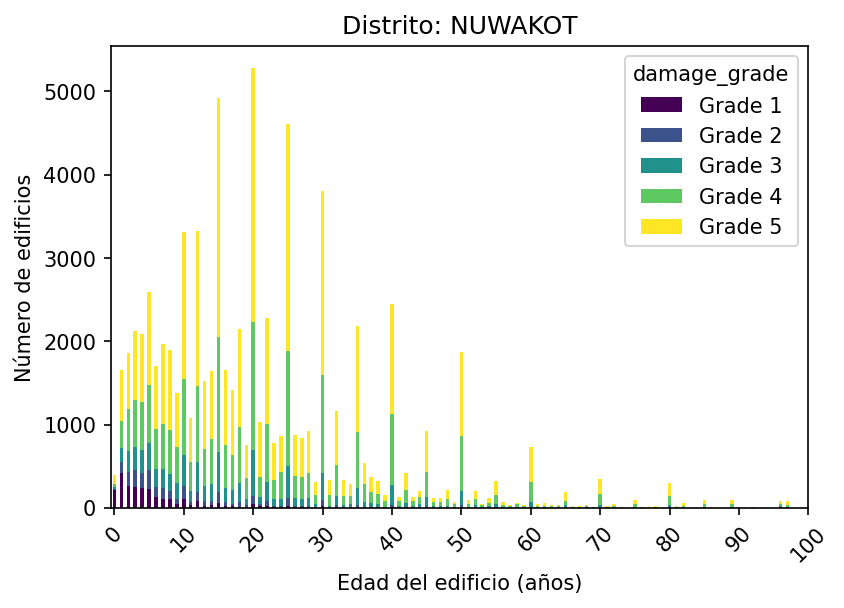 Distrito: NUWAKOT
damage_grade
Grade 1
Grade 2
Grade 3
Grade 4
Grade 5
Número de edificios
5000
4000
3000
2000
1000
0
0 10 20 30 40 50 60 70 80 90 100
Edad del edificio (años)